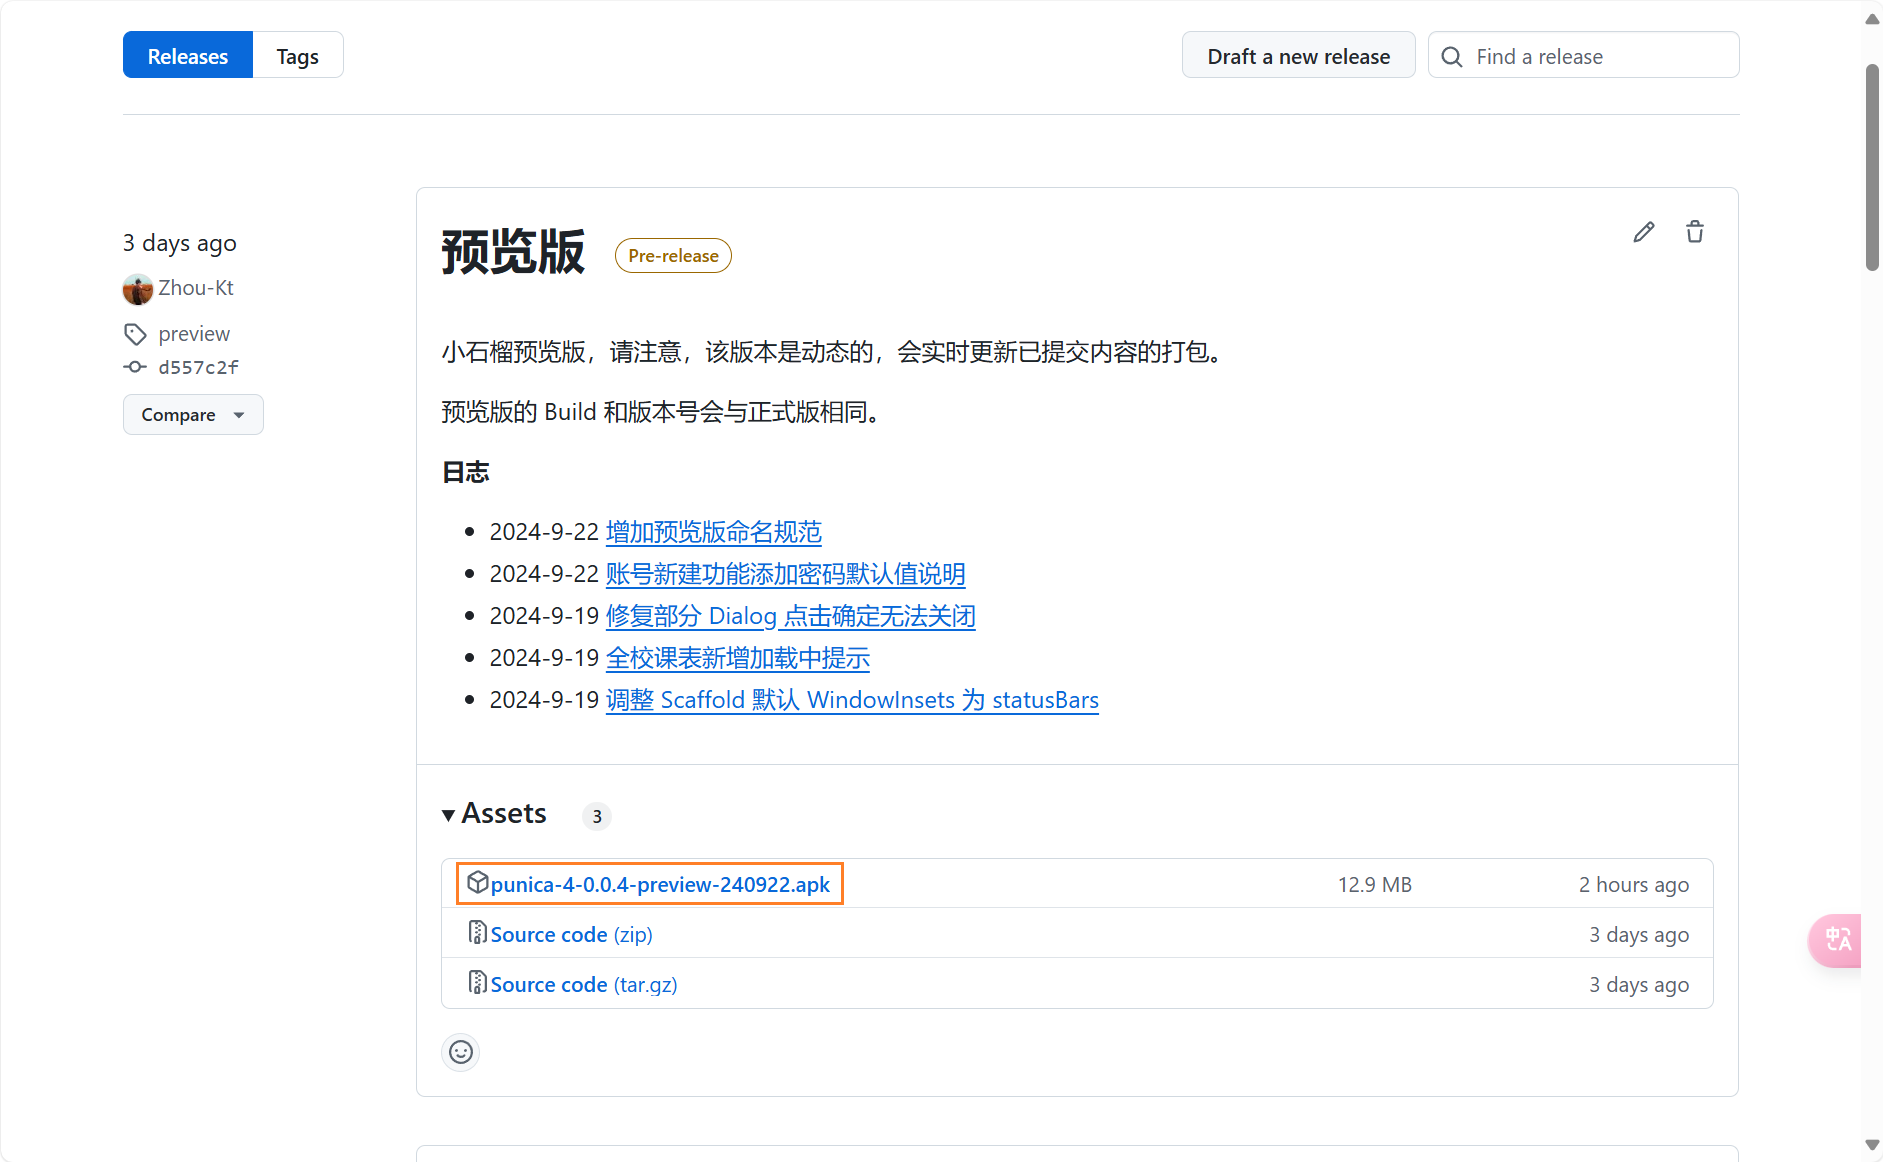 Releases Tags Draft a new release Find a release
3 days ago
Zhou-Kt
preview
d557c2f
Compare
预览版 Pre-release
小石榴预览版，请注意，该版本是动态的，会实时更新已提交内容的打包。
预览版的 Build 和版本号会与正式版相同。
日志
2024-9-22 增加预览版命名规范
2024-9-22 账号新建功能添加密码默认值说明
2024-9-19 修复部分 Dialog 点击确定无法关闭
2024-9-19 全校课表新增加载中提示
2024-9-19 调整 Scaffold 默认 WindowInsets 为 statusBars
Assets 3
punica-4-0.0.4-preview-240922.apk 12.9 MB 2 hours ago
Source code (zip) 3 days ago
Source code (tar.gz) 3 days ago
中A